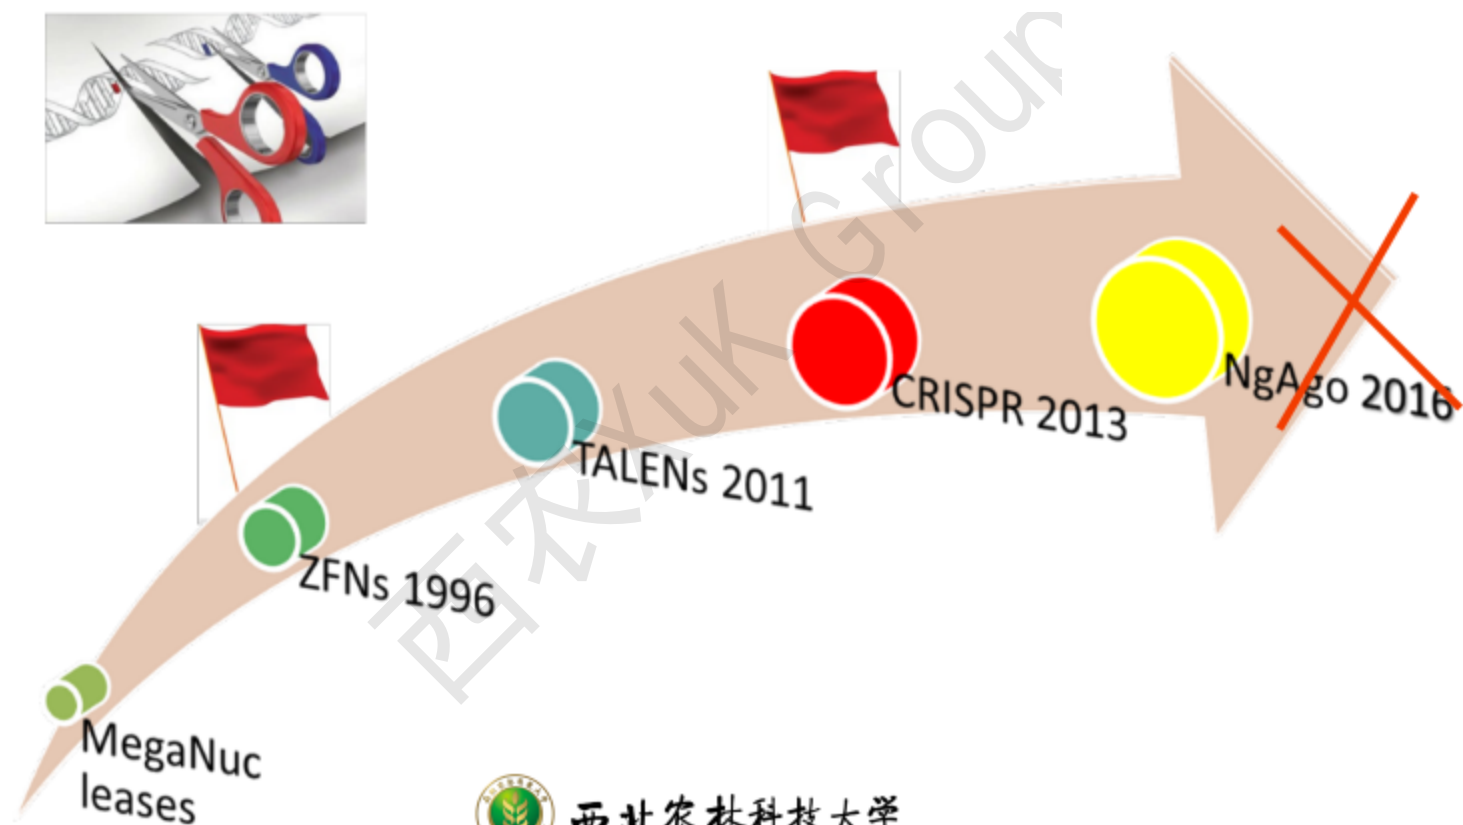 西农XuK Group
CRISPR 2013
NgAgo 2016
TALENs 2011
ZFNs 1996
MegaNuc
leases
西北农林科技大学